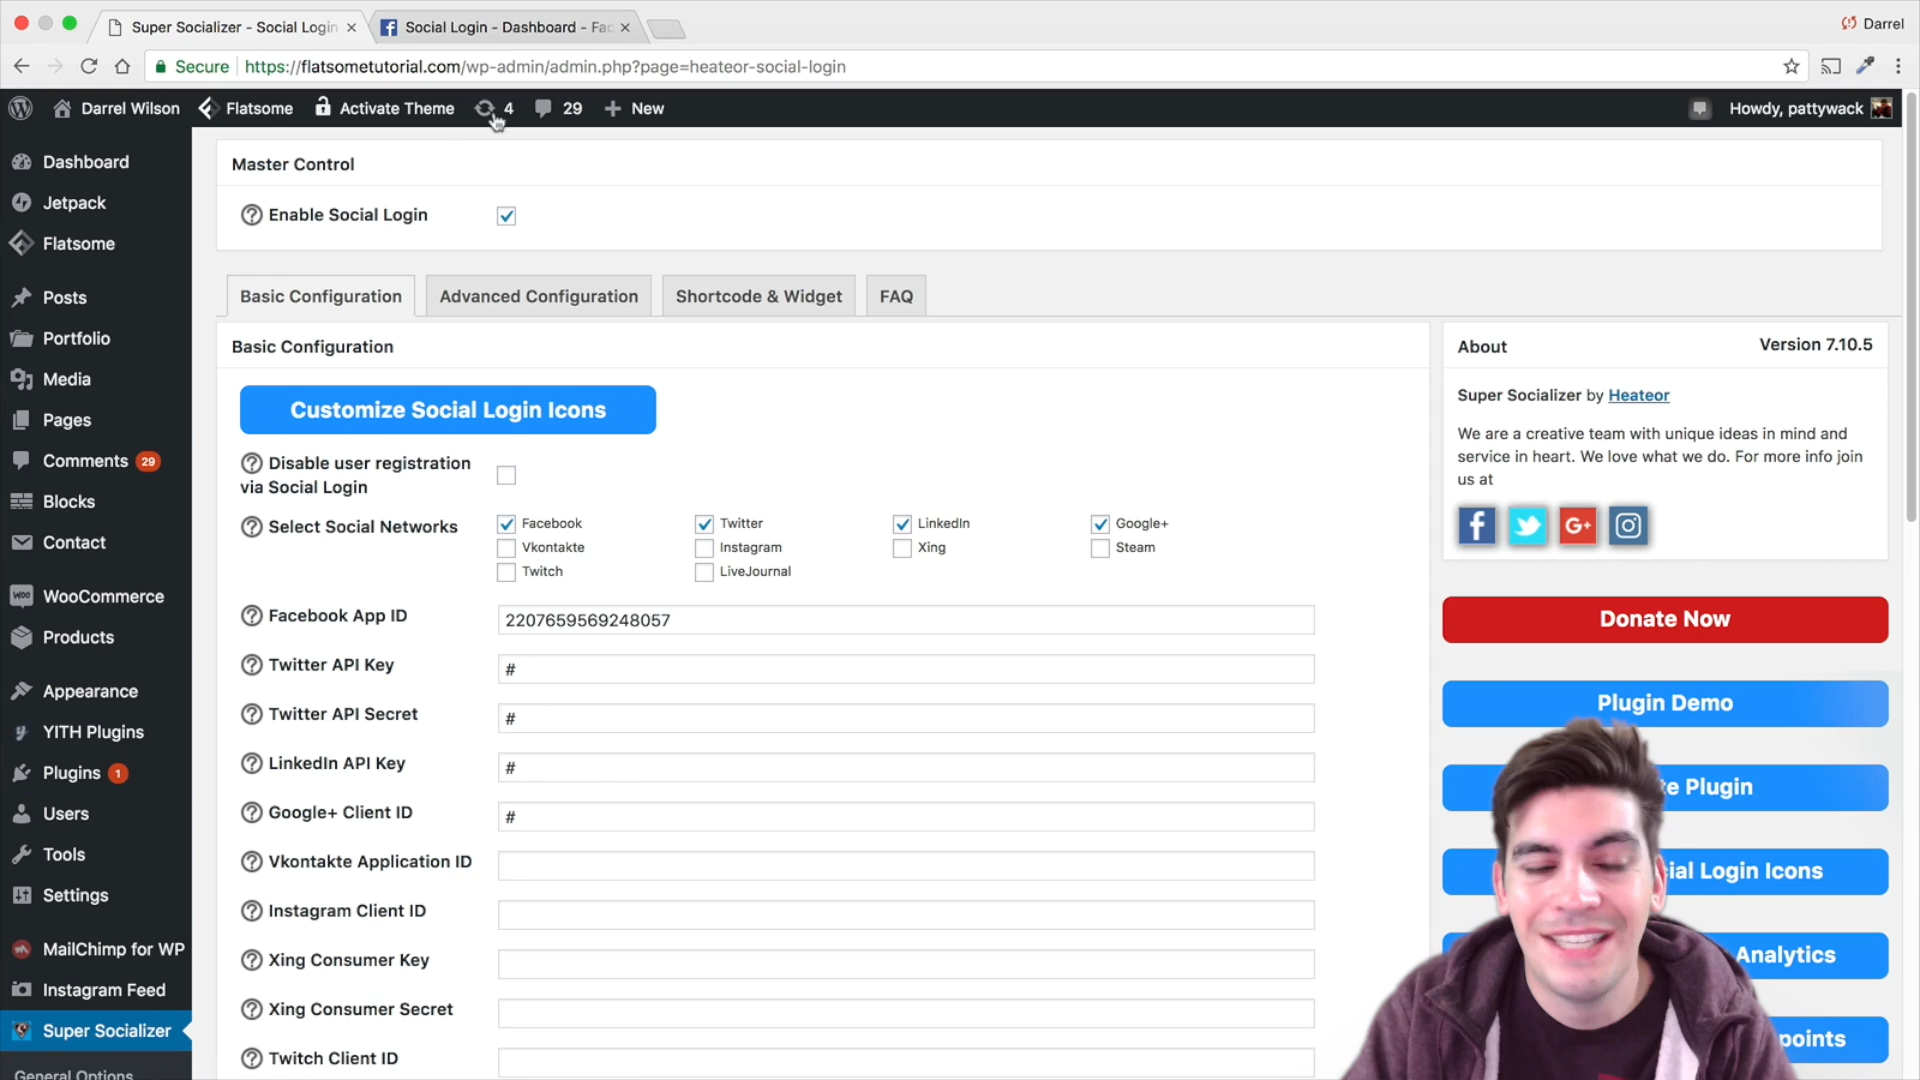 Super Socializer - Social Login
Social Login - Dashboard - Fac
Darrel
Secure
https://flatsometutorial.com/wp-admin/admin.php?page=heateor-social-login
Darrel Wilson
Flatsome
Activate Theme
4
29
New
Howdy, pattywack
Dashboard
Jetpack
Flatsome
Posts
Portfolio
Media
Pages
Comments 29
Blocks
Contact
WooCommerce
Products
Appearance
YITH Plugins
Plugins 1
Users
Tools
Settings
MailChimp for WP
Instagram Feed
Super Socializer
General Options
Master Control
Enable Social Login
Basic Configuration
Advanced Configuration
Shortcode & Widget
FAQ
Basic Configuration
Customize Social Login Icons
Disable user registration
via Social Login
Select Social Networks
Facebook Twitter LinkedIn Google+
Vkontakte Instagram Xing Steam
Twitch LiveJournal
Facebook App ID 2207659569248057
Twitter API Key #
Twitter API Secret #
LinkedIn API Key #
Google+ Client ID #
Vkontakte Application ID
Instagram Client ID
Xing Consumer Key
Xing Consumer Secret
Twitch Client ID
About Version 7.10.5
Super Socializer by Heateor
We are a creative team with unique ideas in mind and
service in heart. We love what we do. For more info join
us at
Donate Now
Plugin Demo
Plugin
Login Icons
Analytics